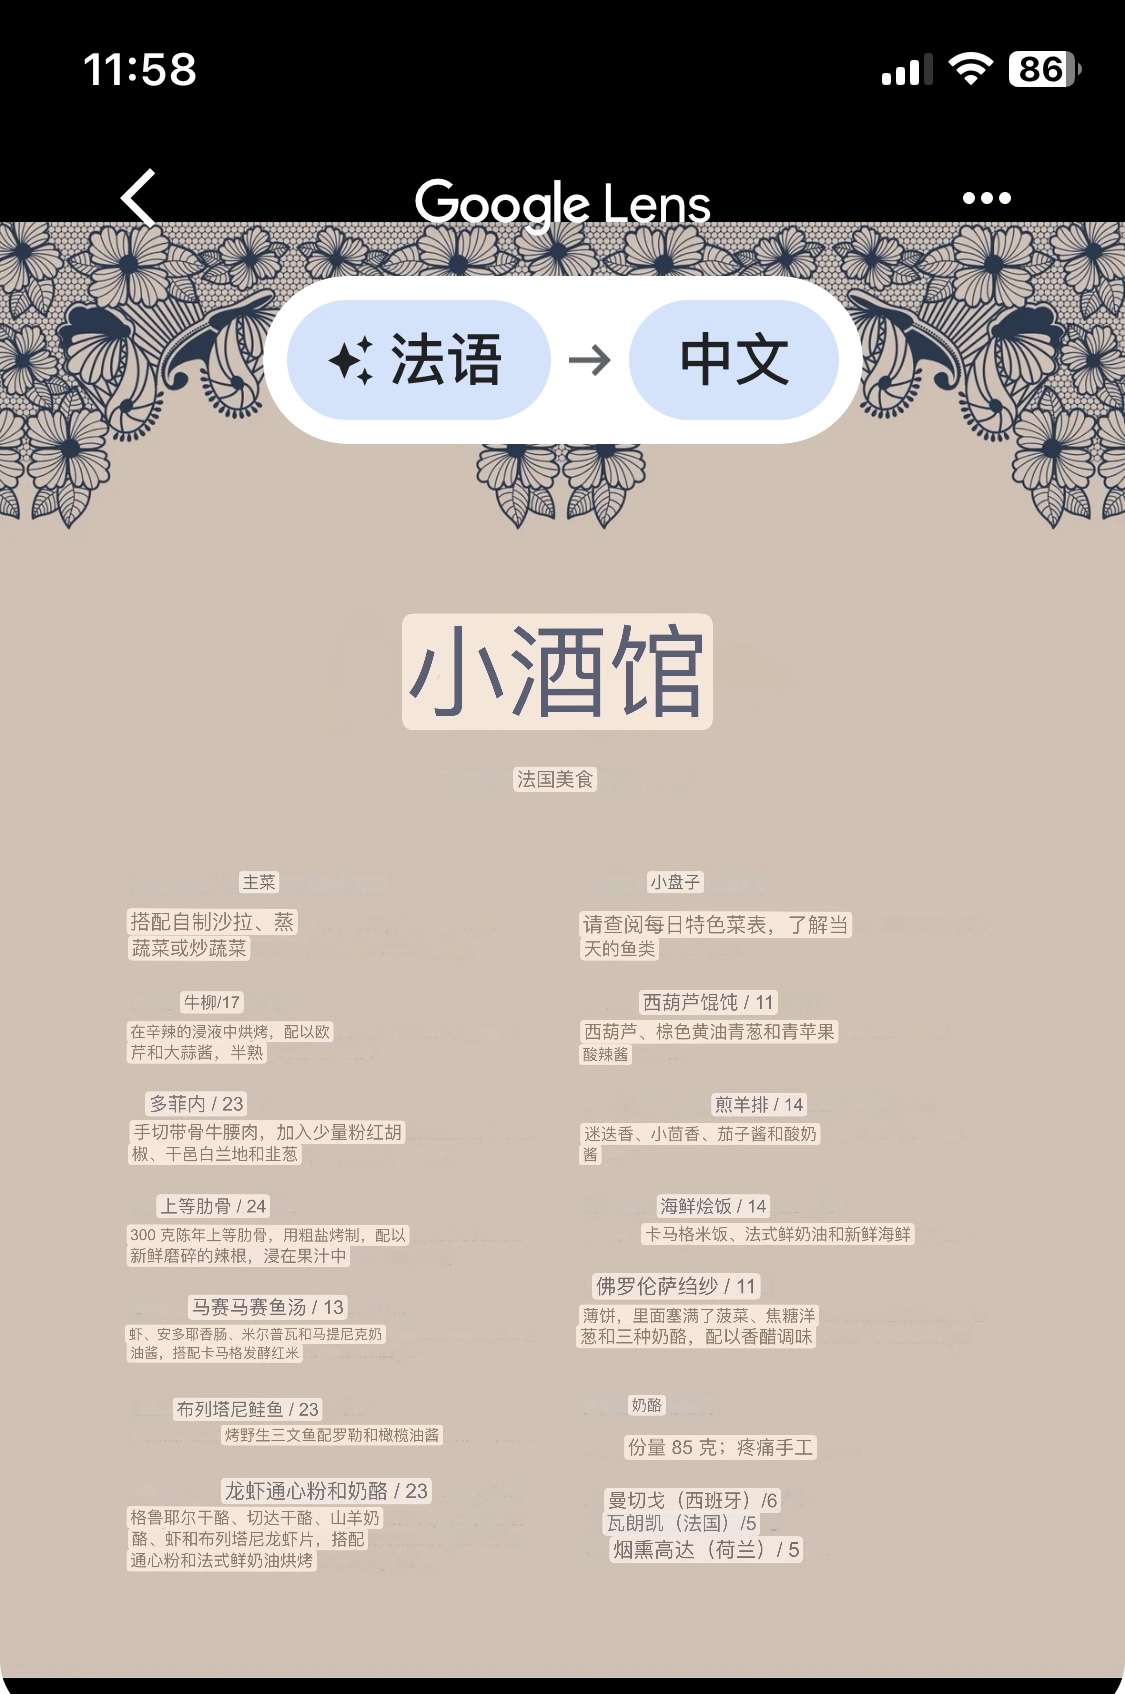 11:58
86
Google Lens
法语 → 中文
小酒馆
法国美食
主菜
搭配自制沙拉、蒸
蔬菜或炒蔬菜
牛柳/17
在辛辣的浸液中烘烤，配以欧
芹和大蒜酱，半熟
多菲内 / 23
手切带骨牛腰肉，加入少量粉红胡
椒、干邑白兰地和韭葱
上等肋骨 / 24
300 克陈年上等肋骨，用粗盐烤制，配以
新鲜磨碎的辣根，浸在果汁中
马赛马赛鱼汤 / 13
虾、安多耶香肠、米尔普瓦和马提尼克奶
油酱，搭配卡马格发酵红米
布列塔尼鲑鱼 / 23
烤野生三文鱼配罗勒和橄榄油酱
龙虾通心粉和奶酪 / 23
格鲁耶尔干酪、切达干酪、山羊奶
酪、虾和布列塔尼龙虾片，搭配
通心粉和法式鲜奶油烘烤
小盘子
请查阅每日特色菜表，了解当
天的鱼类
西葫芦馄饨 / 11
西葫芦、棕色黄油青葱和青苹果
酸辣酱
煎羊排 / 14
迷迭香、小茴香、茄子酱和酸奶
酱
海鲜烩饭 / 14
卡马格米饭、法式鲜奶油和新鲜海鲜
佛罗伦萨绉纱 / 11
薄饼，里面塞满了菠菜、焦糖洋
葱和三种奶酪，配以香醋调味
奶酪
份量 85 克；疼痛手工
曼切戈（西班牙）/6
瓦朗凯（法国）/5
烟熏高达（荷兰）/ 5